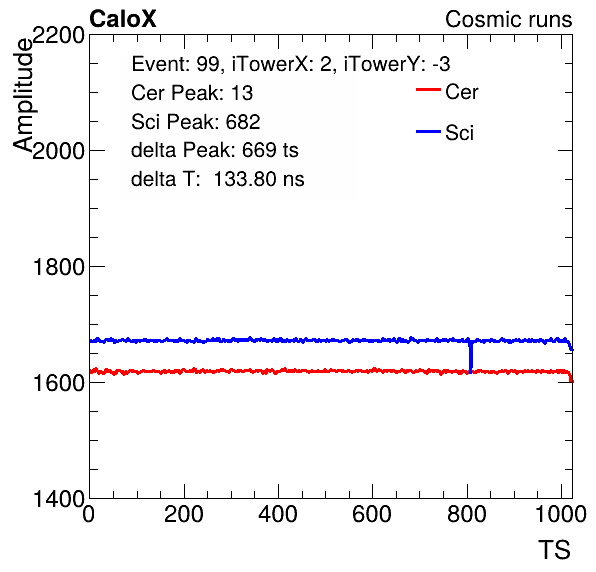 CaloX Cosmic runs
Amplitude
2200
2000
1800
1600
1400
Event: 99, iTowerX: 2, iTowerY: -3
Cer Peak: 13
Sci Peak: 682
delta Peak: 669 ts
delta T: 133.80 ns
Cer
Sci
0 200 400 600 800 1000
TS